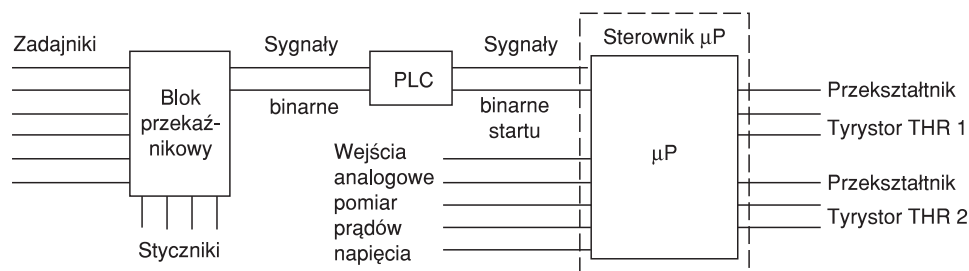 Zadajniki
Blok
przekaź-
nikowy
Styczniki
Sygnały
binarne
PLC
Sygnały
binarne
startu
Wejścia
analogowe
pomiar
prądów
napięcia
Sterownik μP
μP
Przekształtnik
Tyrystor THR 1
Przekształtnik
Tyrystor THR 2